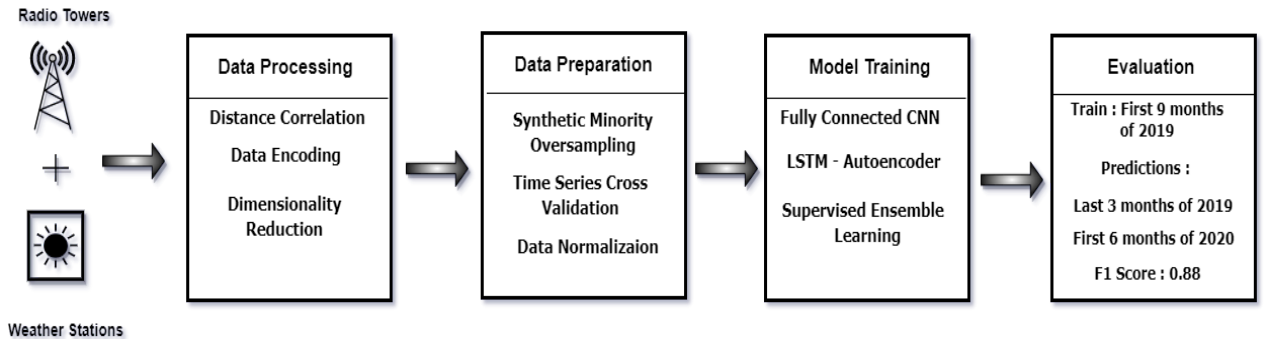 Radio Towers
Weather Stations
Data Processing
Distance Correlation
Data Encoding
Dimensionality
Reduction
Data Preparation
Synthetic Minority
Oversampling
Time Series Cross
Validation
Data Normalizaion
Model Training
Fully Connected CNN
LSTM - Autoencoder
Supervised Ensemble
Learning
Evaluation
Train : First 9 months
of 2019
Predictions :
Last 3 months of 2019
First 6 months of 2020
F1 Score : 0.88